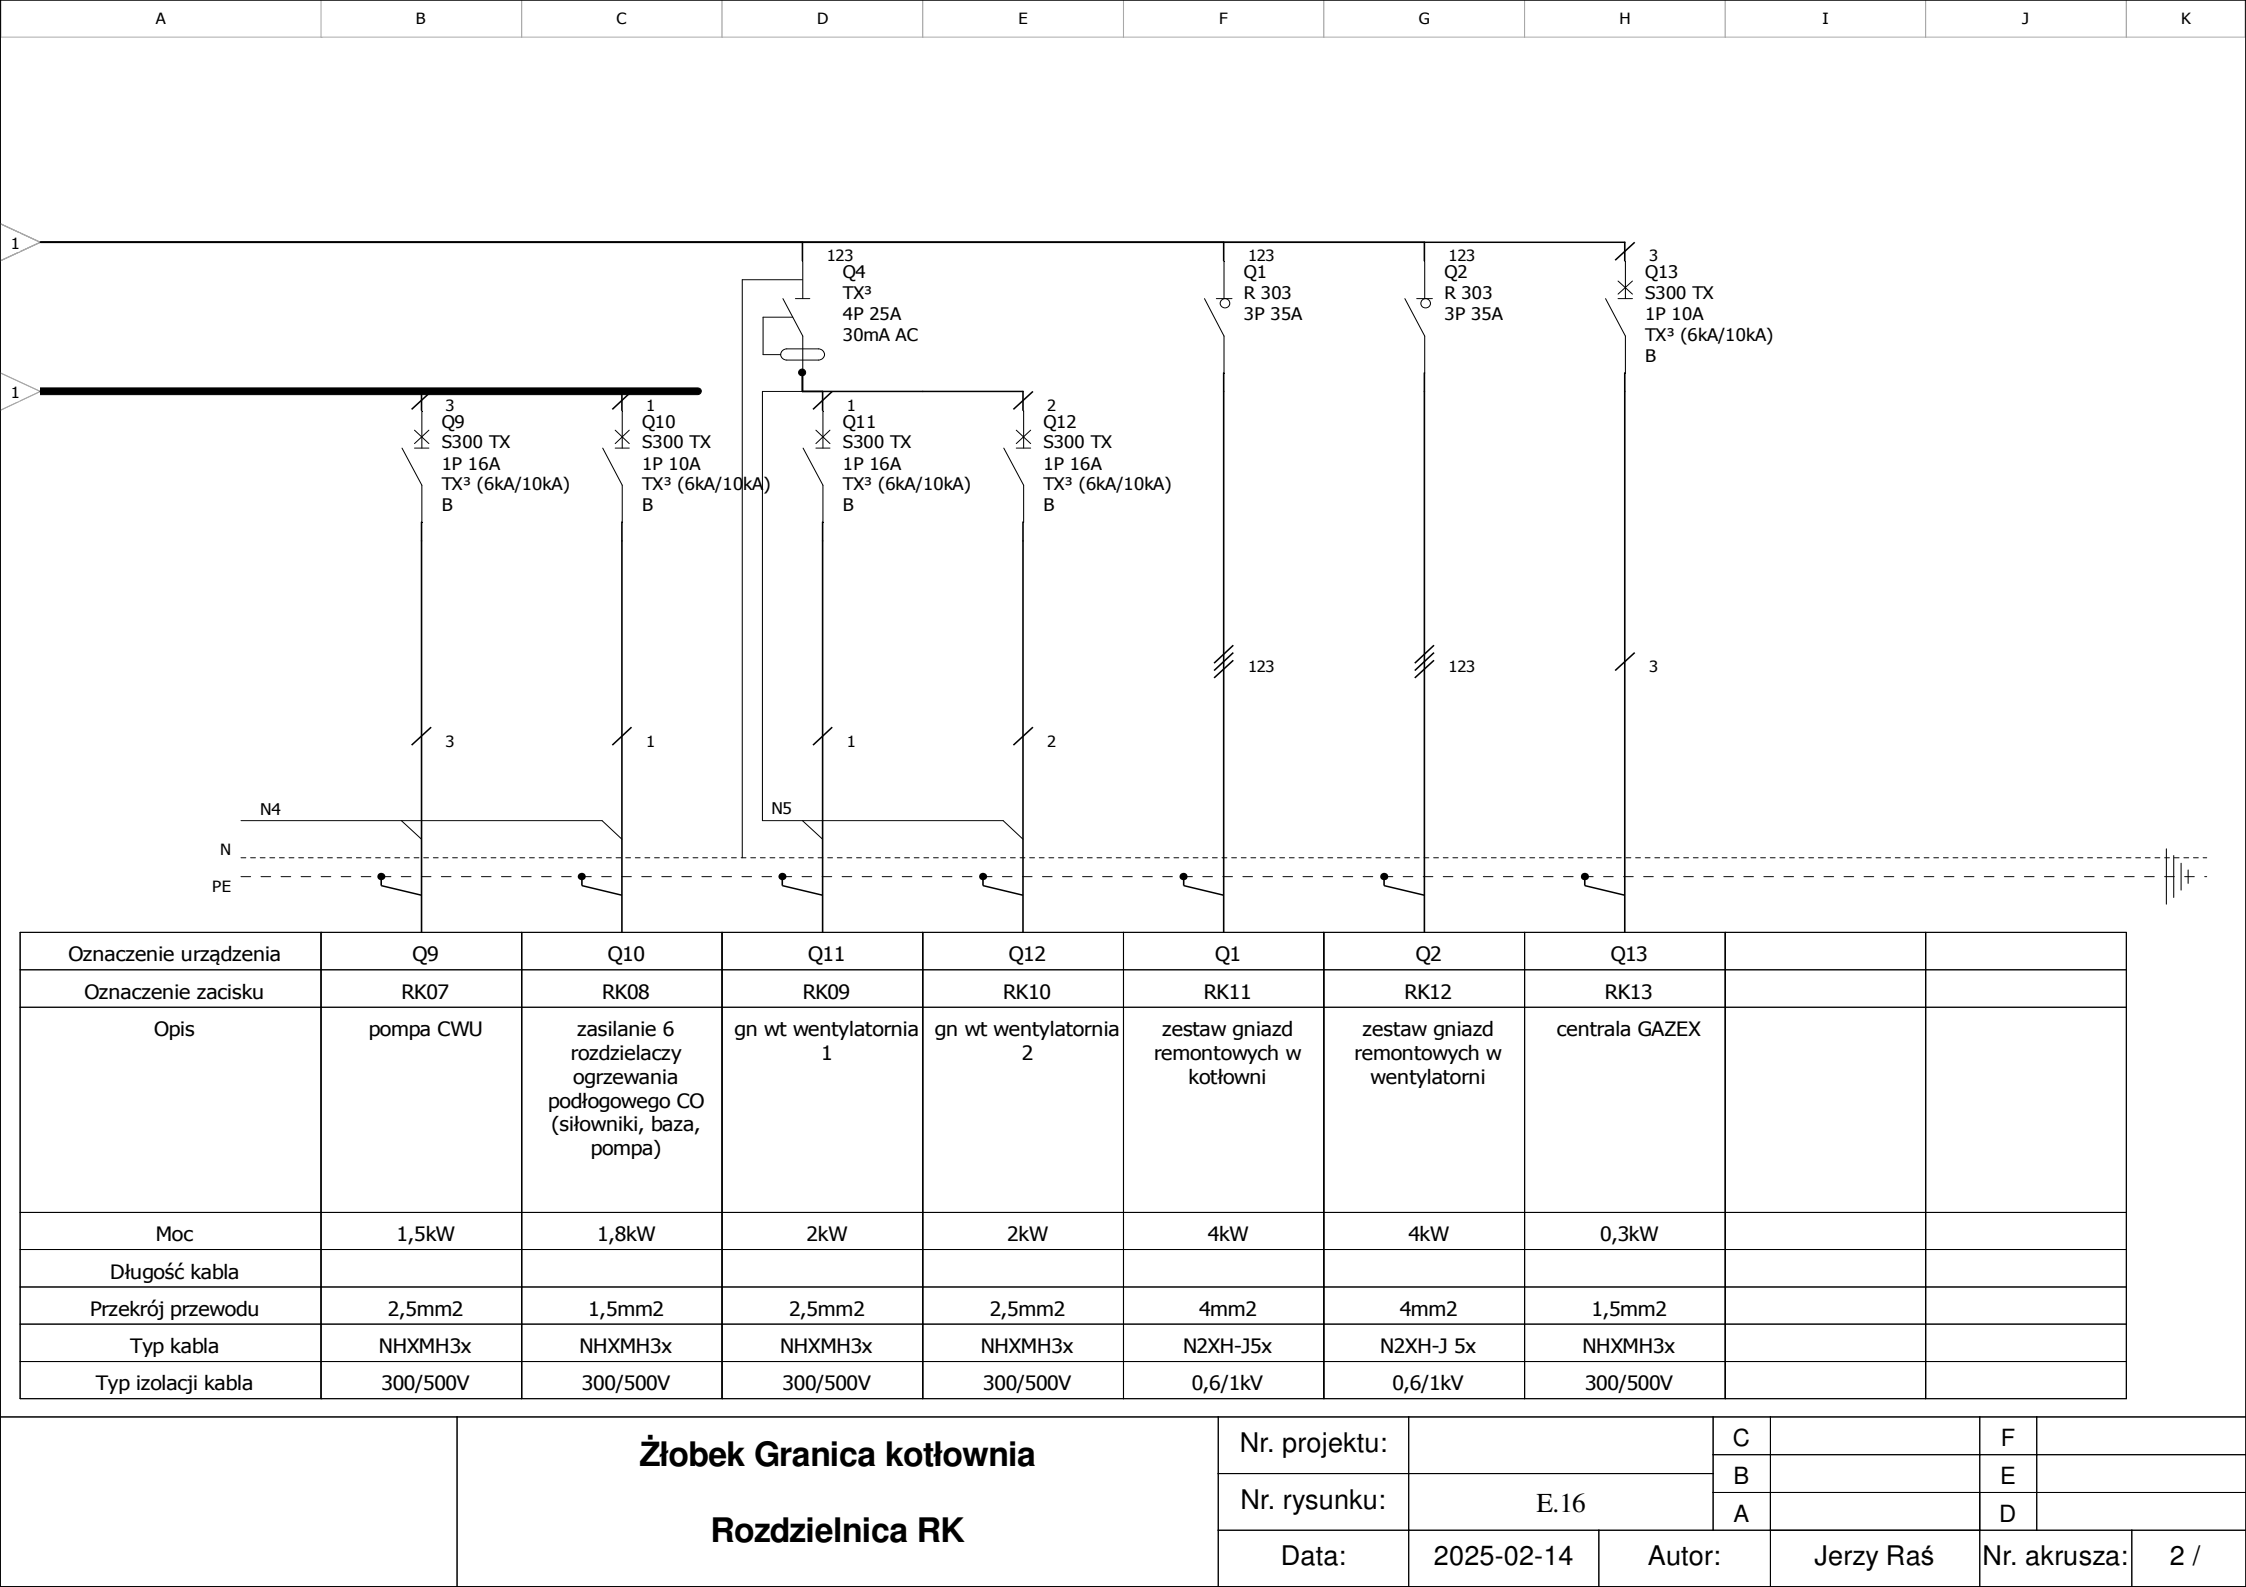 A B C D E F G H I J K
1
123
Q4
TX³
4P 25A
30mA AC
123
Q1
R 303
3P 35A
123
Q2
R 303
3P 35A
3
Q13
S300 TX
1P 10A
TX³ (6kA/10kA)
B
1
3
Q9
S300 TX
1P 16A
TX³ (6kA/10kA)
B
1
Q10
S300 TX
1P 10A
TX³ (6kA/10kA)
B
1
Q11
S300 TX
1P 16A
TX³ (6kA/10kA)
B
2
Q12
S300 TX
1P 16A
TX³ (6kA/10kA)
B
123 123 3
3 1 1 2
N4 N5
N
PE
Oznaczenie urządzenia Q9 Q10 Q11 Q12 Q1 Q2 Q13
Oznaczenie zacisku RK07 RK08 RK09 RK10 RK11 RK12 RK13
Opis
pompa CWU
zasilanie 6
rozdzielaczy
ogrzewania
podłogowego CO
(siłowniki, baza,
pompa)
gn wt wentylatornia
1
gn wt wentylatornia
2
zestaw gniazd
remontowych w
kotłowni
zestaw gniazd
remontowych w
wentylatorni
centrala GAZEX
Moc 1,5kW 1,8kW 2kW 2kW 4kW 4kW 0,3kW
Długość kabla
Przekrój przewodu 2,5mm2 1,5mm2 2,5mm2 2,5mm2 4mm2 4mm2 1,5mm2
Typ kabla NHXMH3x NHXMH3x NHXMH3x NHXMH3x N2XH-J5x N2XH-J 5x NHXMH3x
Typ izolacji kabla 300/500V 300/500V 300/500V 300/500V 0,6/1kV 0,6/1kV 300/500V
Żłobek Granica kotłownia
Rozdzielnica RK
Nr. projektu: C F
B E
Nr. rysunku: E.16
A D
Data: 2025-02-14 Autor: Jerzy Raś Nr. akrusza: 2 /